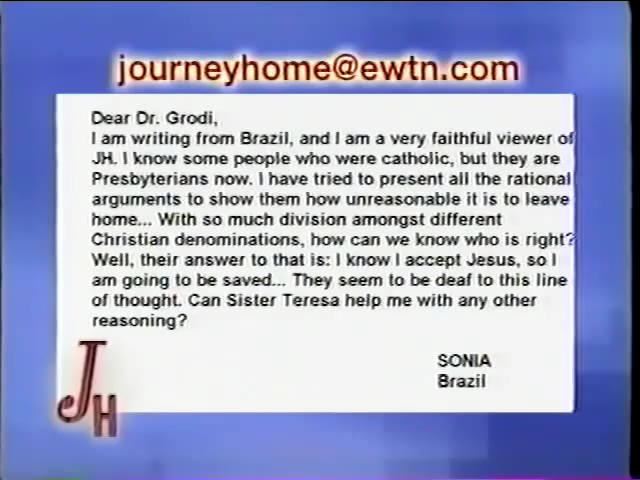 journeyhome@ewtn.com
Dear Dr. Grodi,
I am writing from Brazil, and I am a very faithful viewer of
JH. I know some people who were catholic, but they are
Presbyterians now. I have tried to present all the rational
arguments to show them how unreasonable it is to leave
home... With so much division amongst different
Christian denominations, how can we know who is right?
Well, their answer to that is: I know I accept Jesus, so I
am going to be saved... They seem to be deaf to this line
of thought. Can Sister Teresa help me with any other
reasoning?
SONIA
Brazil
JH